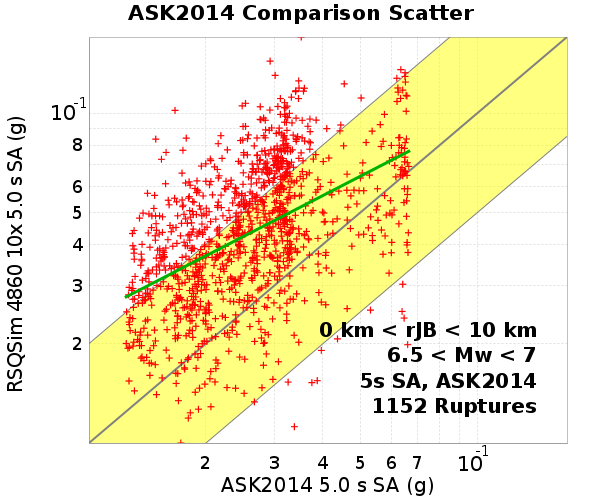 ASK2014 Comparison Scatter
RSQSim 4860 10x 5.0 s SA (g)
10-1
8
6
5
4
3
2
0 km < rJB < 10 km
6.5 < Mw < 7
5s SA, ASK2014
1152 Ruptures
2 3 4 5 6 7 10-1
ASK2014 5.0 s SA (g)